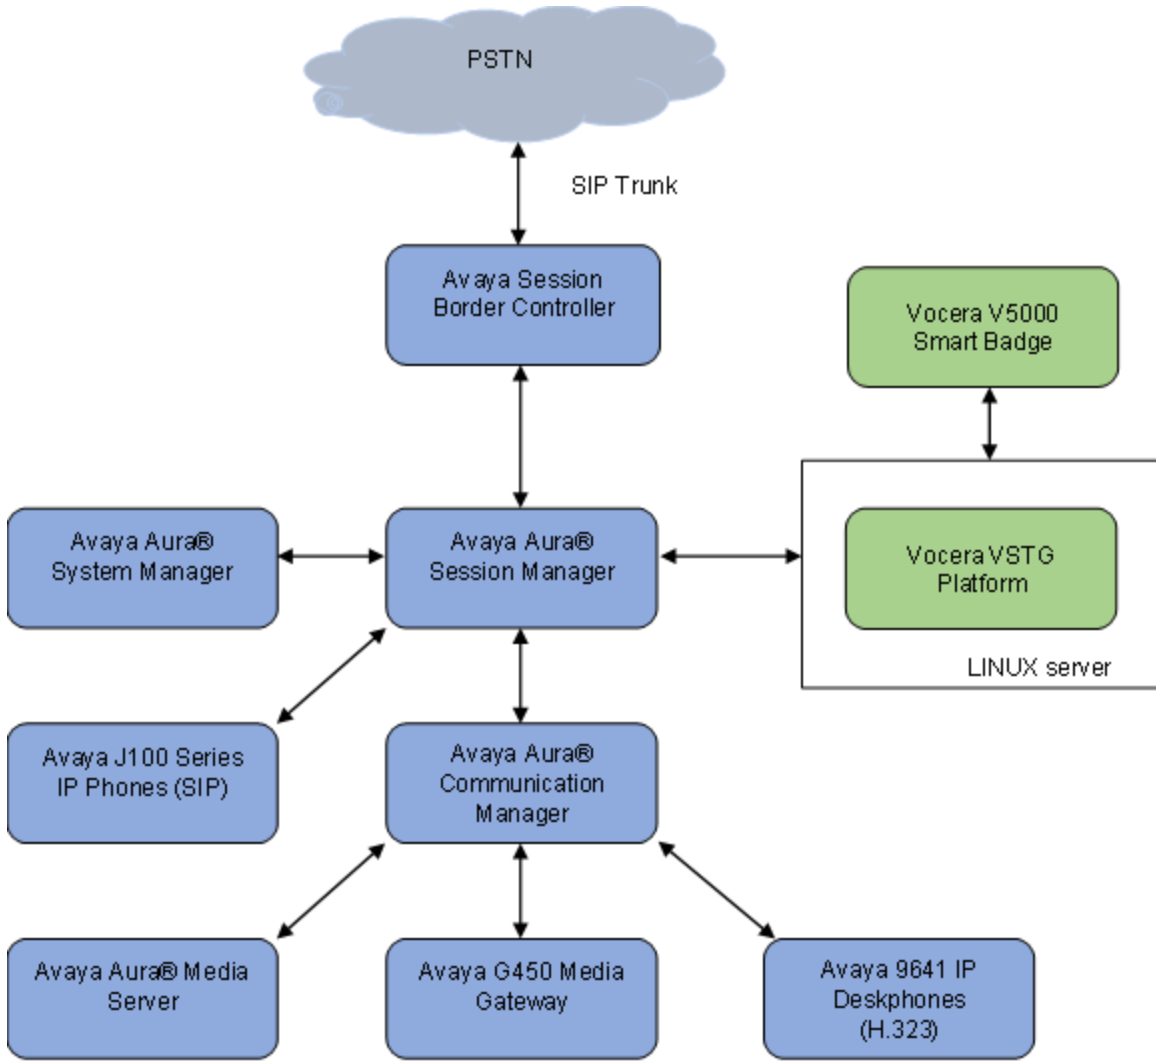 PSTN
SIP Trunk
Avaya Session
Border Controller
Vocera V5000
Smart Badge
Avaya Aura®
System Manager
Avaya Aura®
Session Manager
Vocera VSTG
Platform
LINUX server
Avaya J100 Series
IP Phones (SIP)
Avaya Aura®
Communication
Manager
Avaya Aura® Media
Server
Avaya G450 Media
Gateway
Avaya 9641 IP
Deskphones
(H.323)